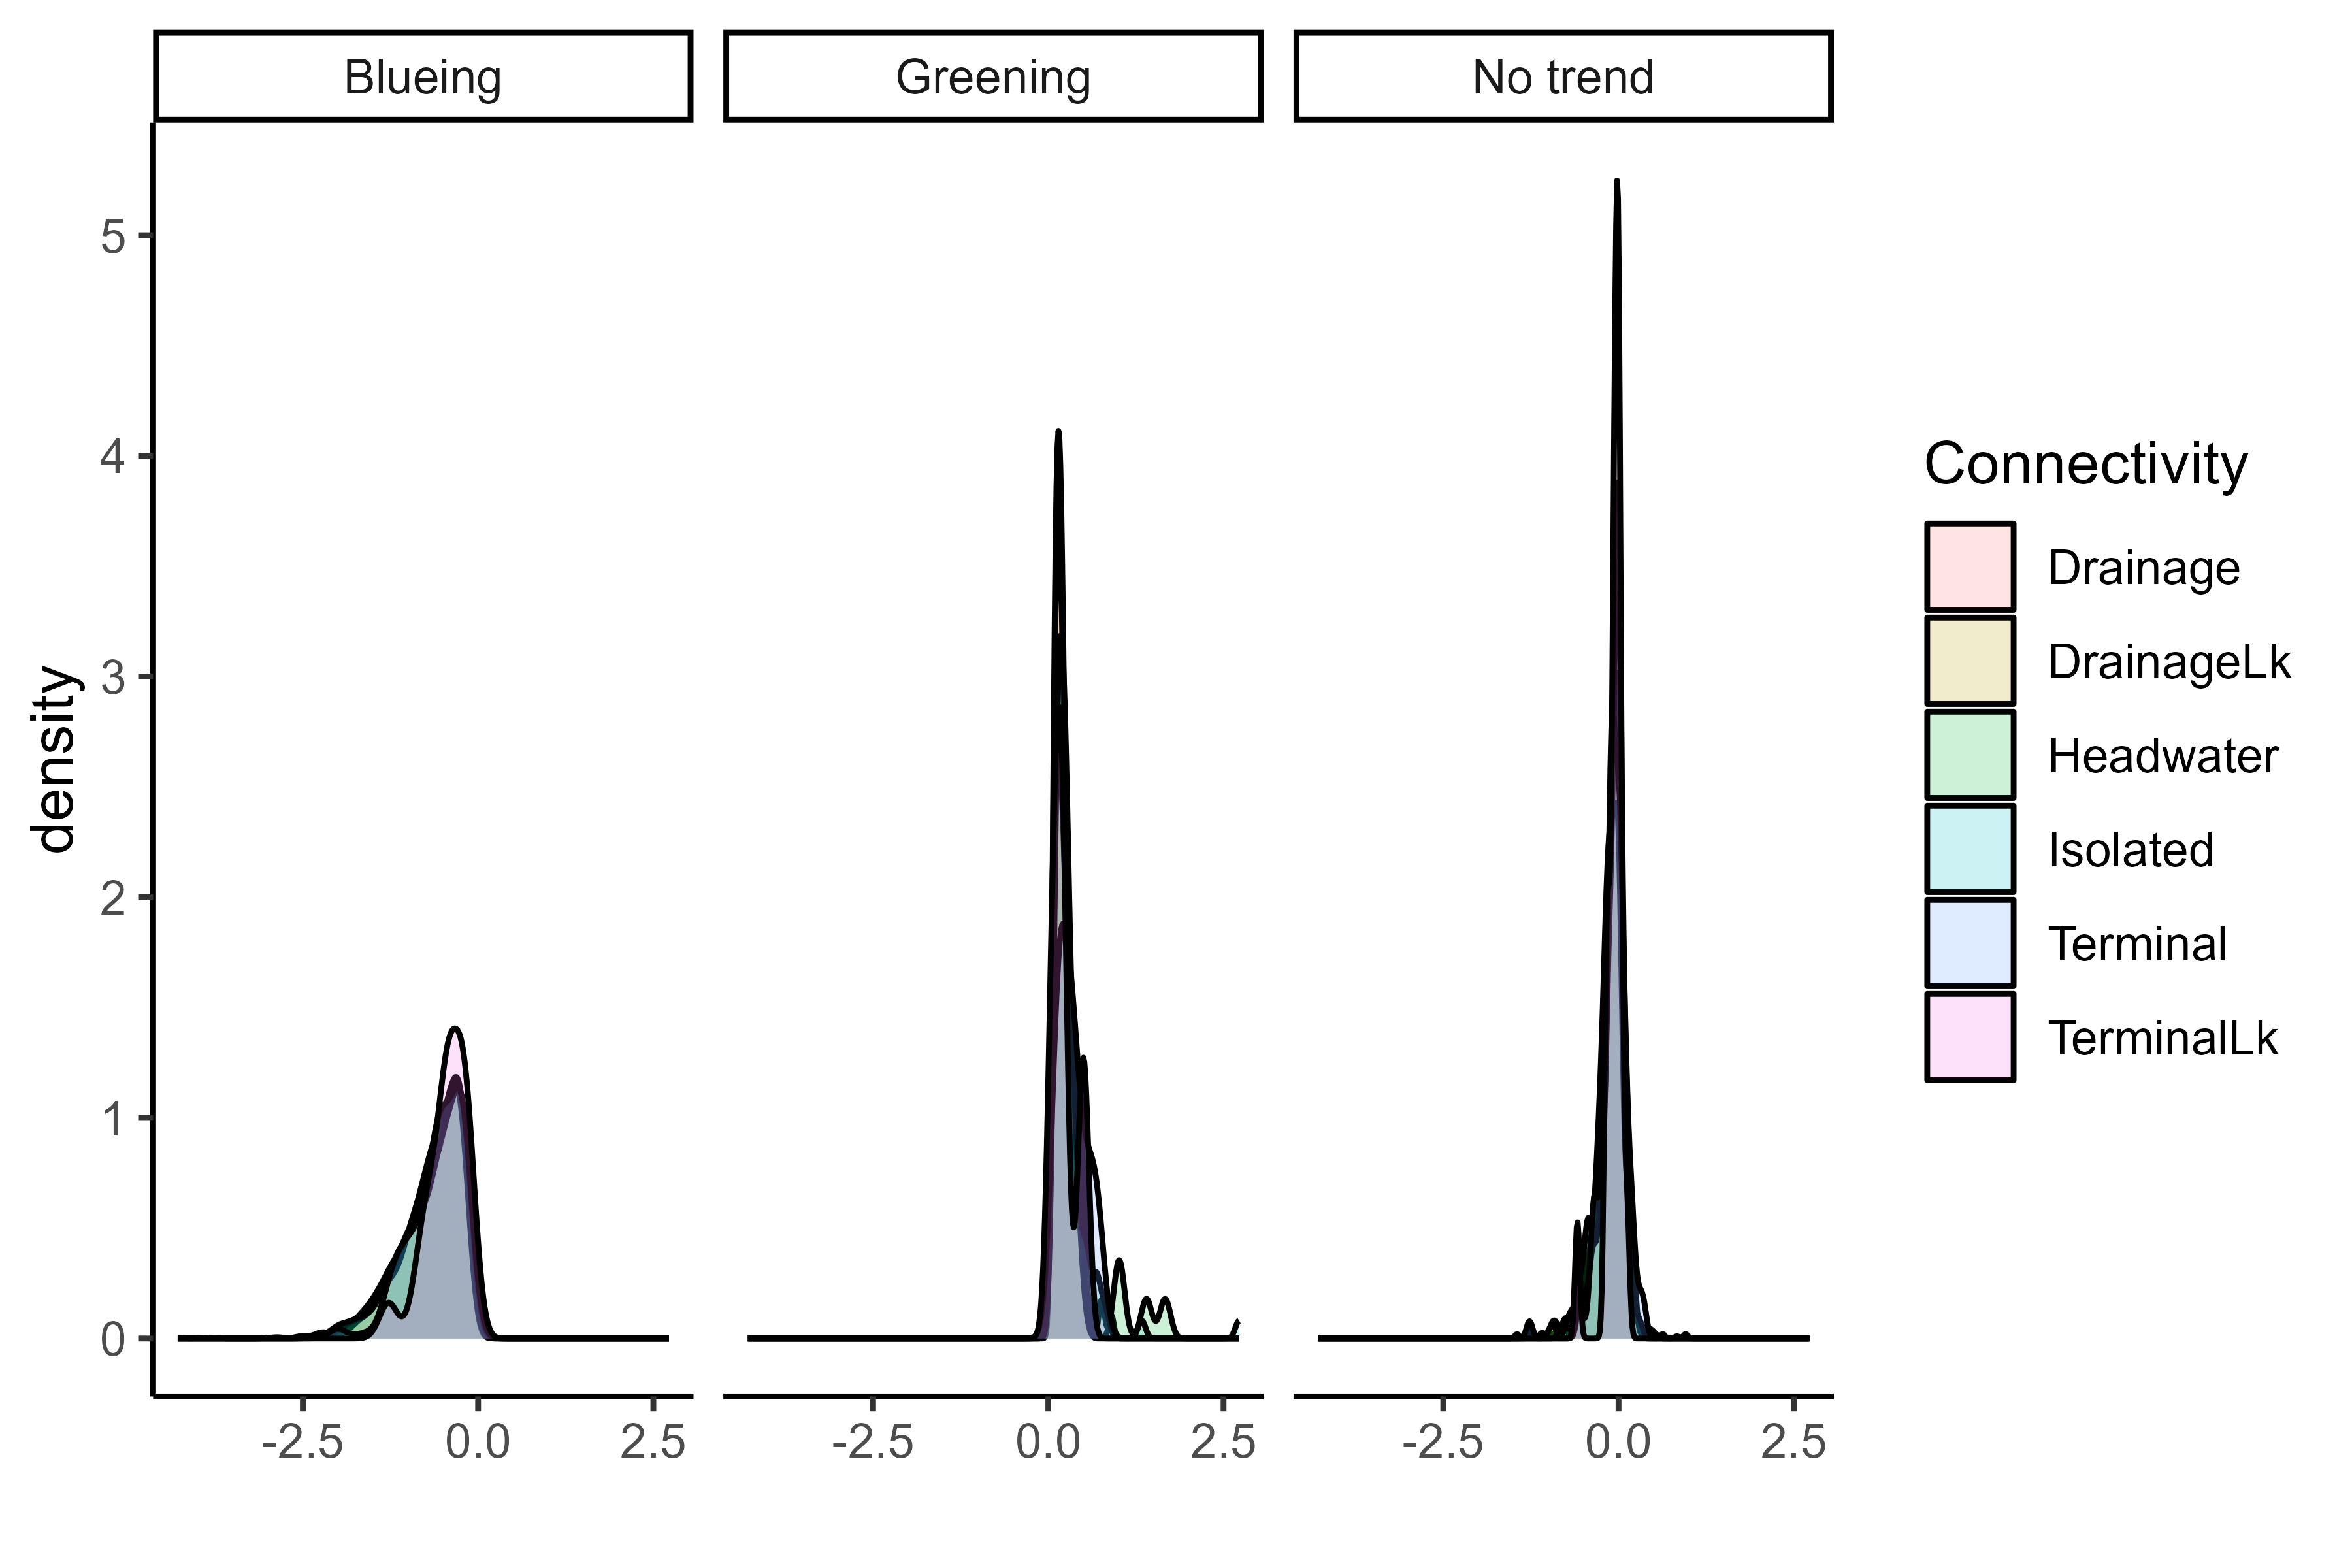 Blueing Greening No trend
density
5
4
3
2
1
0
-2.5 0.0 2.5 -2.5 0.0 2.5 -2.5 0.0 2.5
Connectivity
Drainage
DrainageLk
Headwater
Isolated
Terminal
TerminalLk